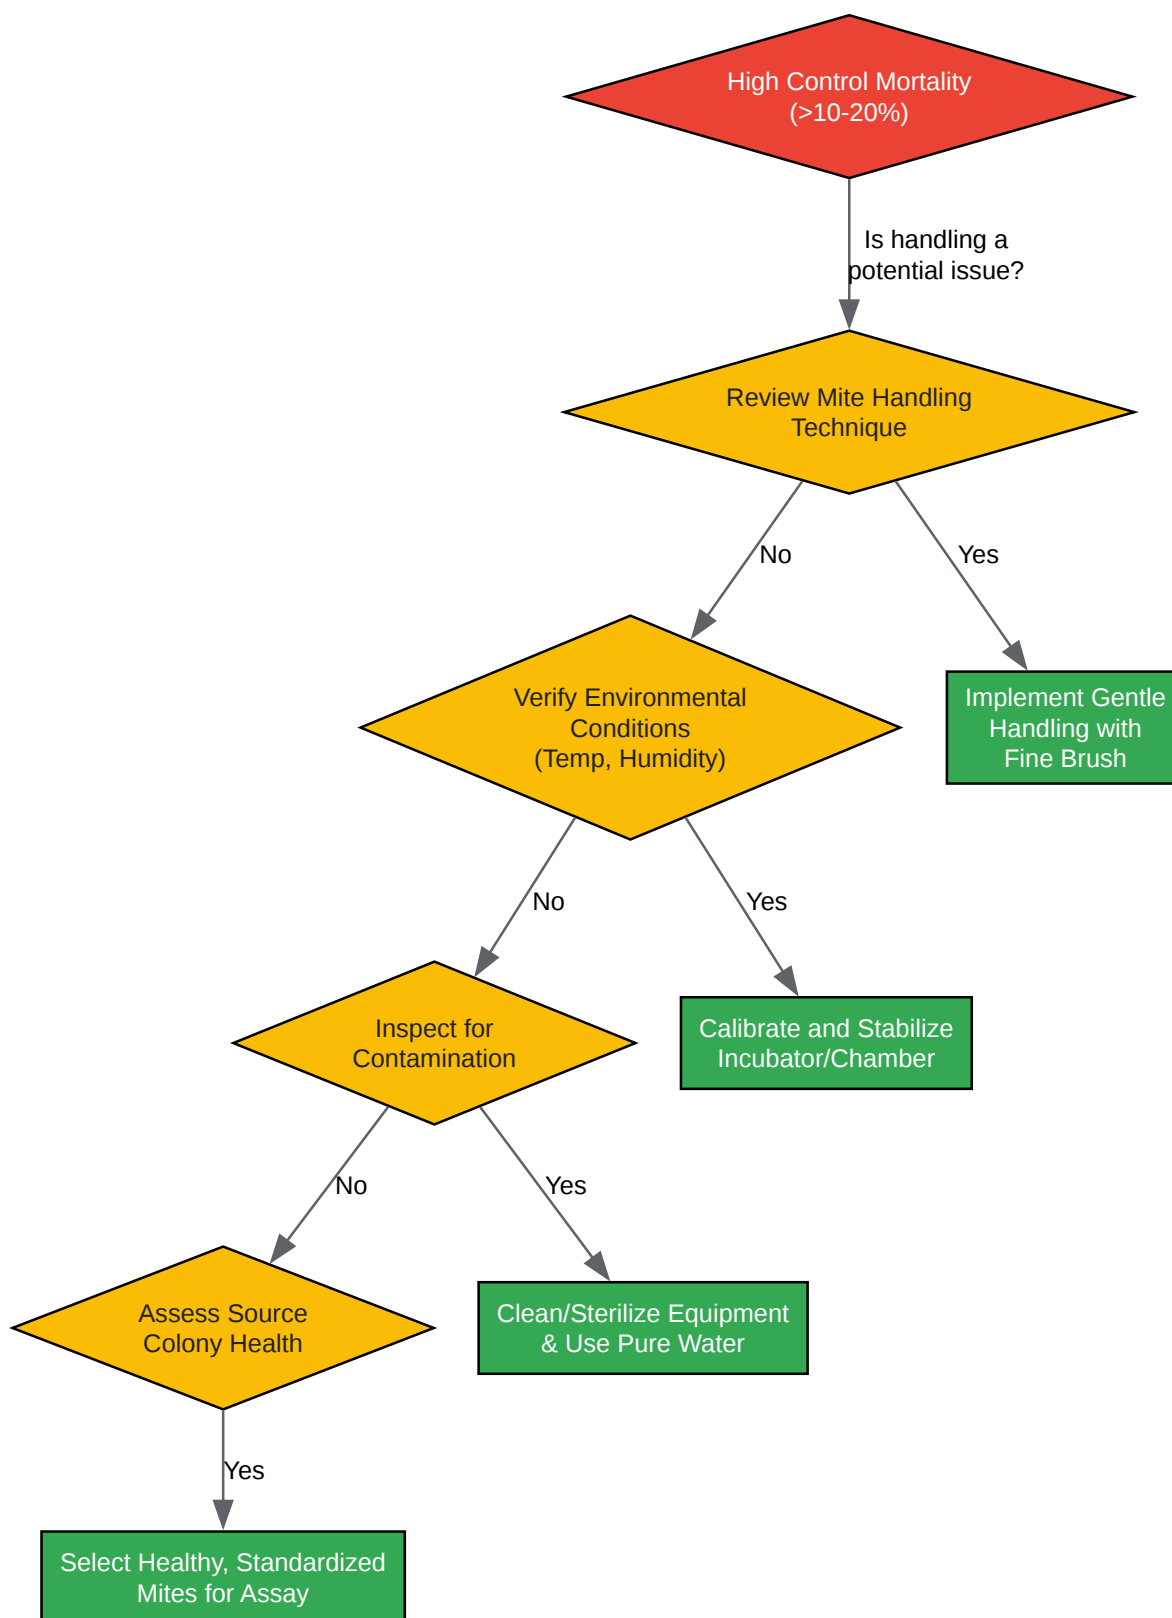 High Control Mortality
(>10-20%)
Is handling a
potential issue?
Review Mite Handling
Technique
No
Yes
Verify Environmental
Conditions
(Temp, Humidity)
Implement Gentle
Handling with
Fine Brush
No
Yes
Inspect for
Contamination
Calibrate and Stabilize
Incubator/Chamber
No
Yes
Assess Source
Colony Health
Clean/Sterilize Equipment
& Use Pure Water
Yes
Select Healthy, Standardized
Mites for Assay